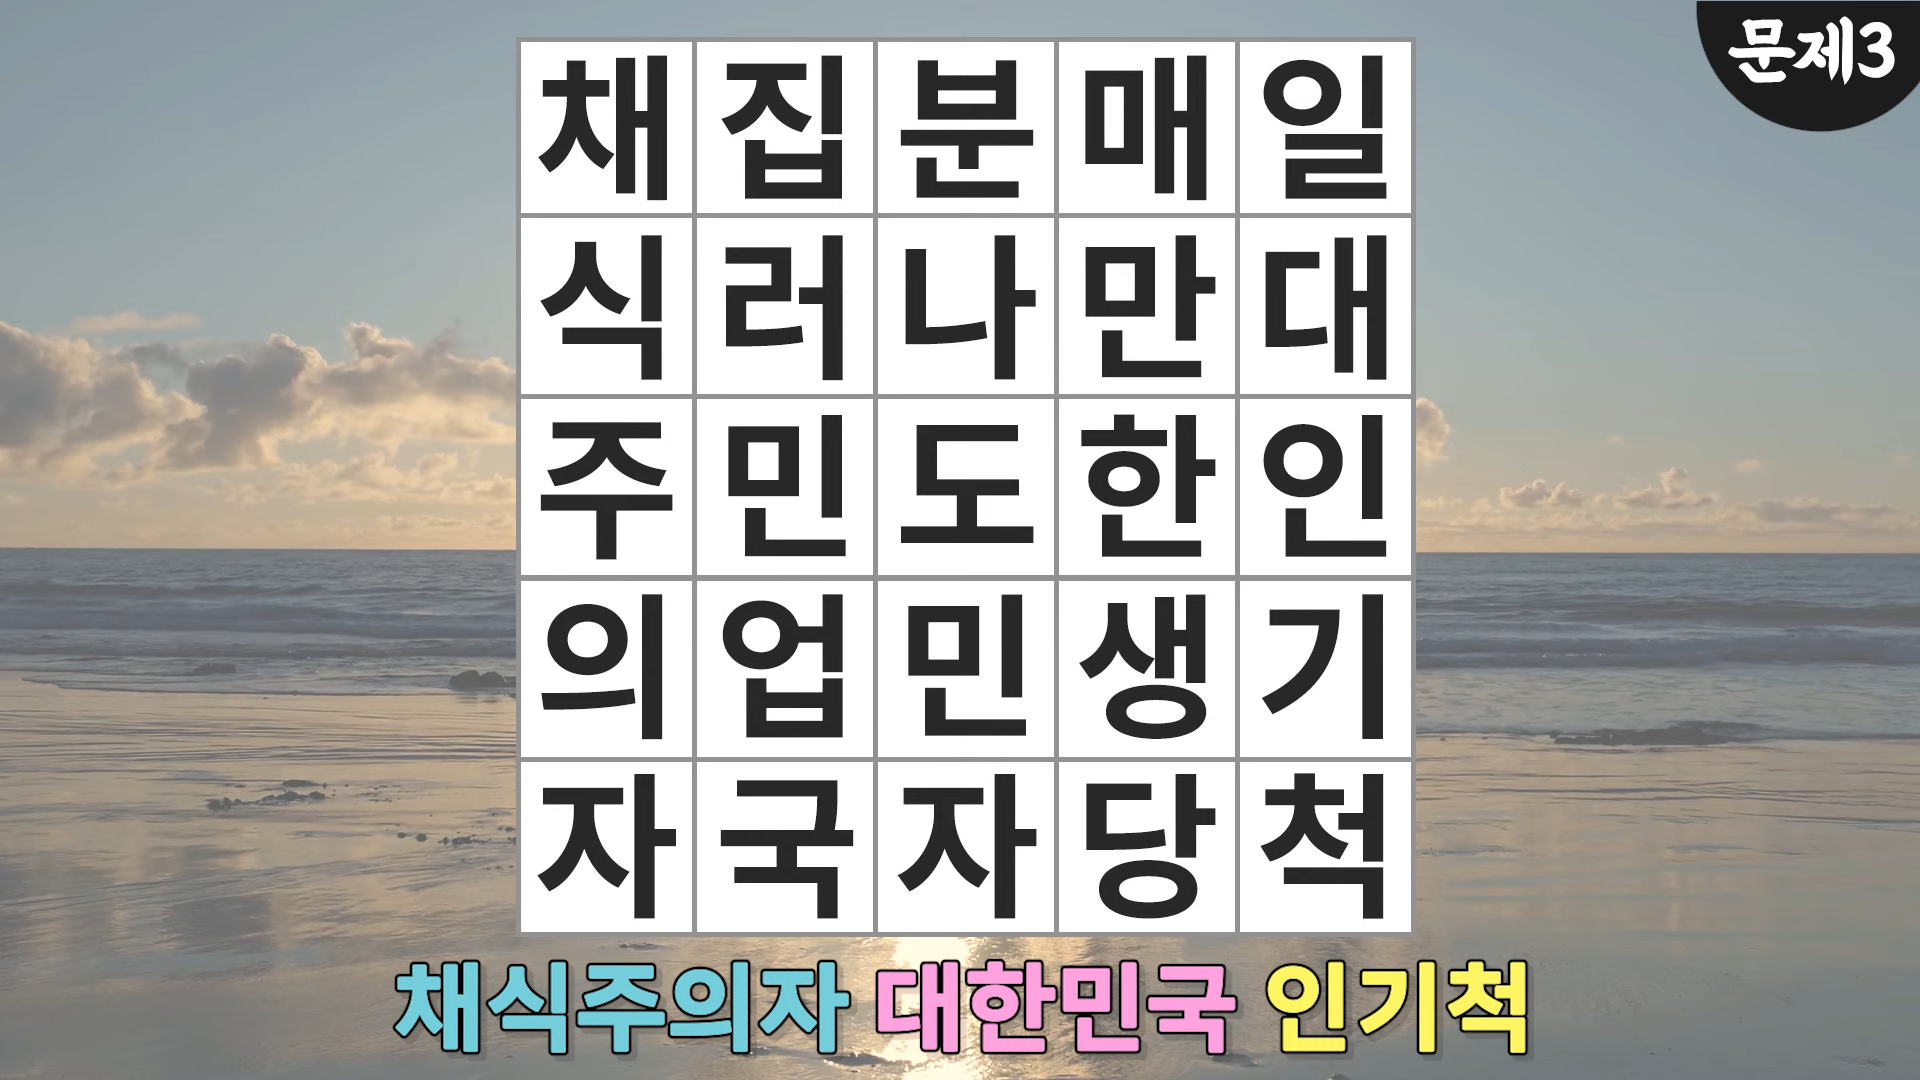 문제3
채 집 분 매 일
식 러 나 만 대
주 민 도 한 인
의 업 민 생 기
자 국 자 당 척
채식주의자 대한민국 인기척